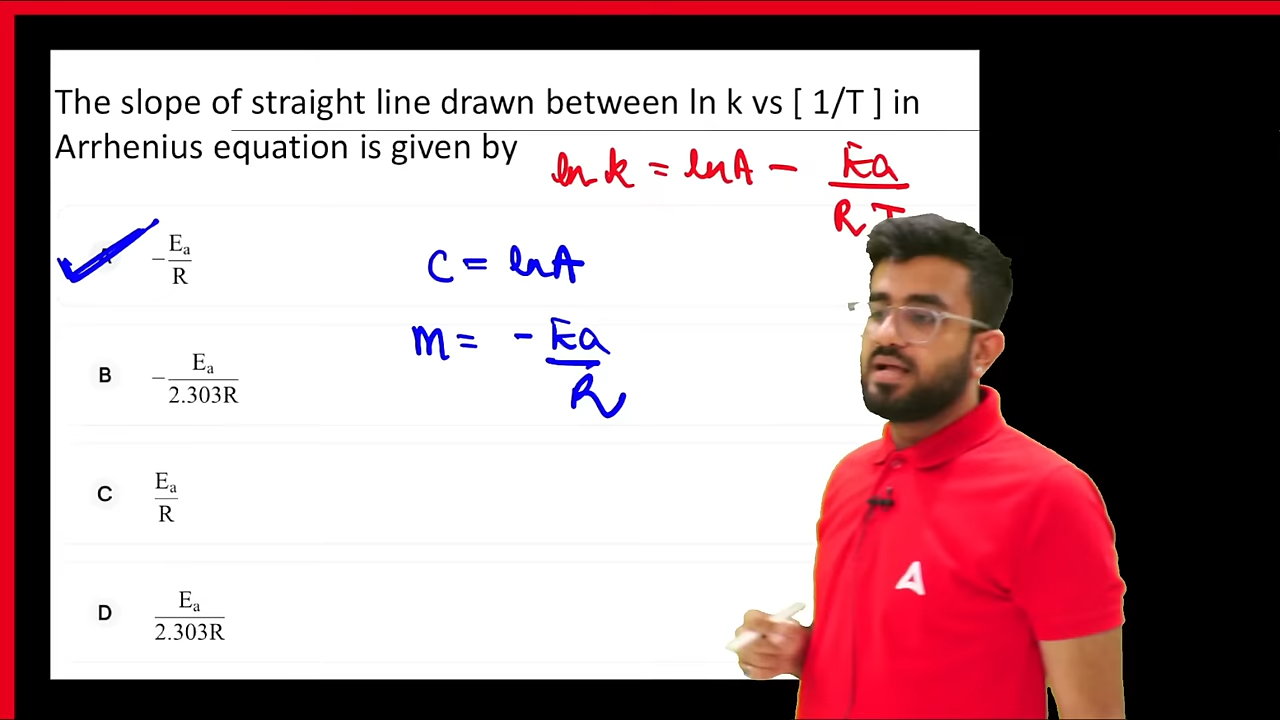 The slope of straight line drawn between ln k vs [ 1/T ] in
Arrhenius equation is given by
ln k = ln A - Ea
R T
-Ea
R
C = ln A
m = - Ea
R
B
-Ea
2.303R
C
Ea
R
D
Ea
2.303R
A